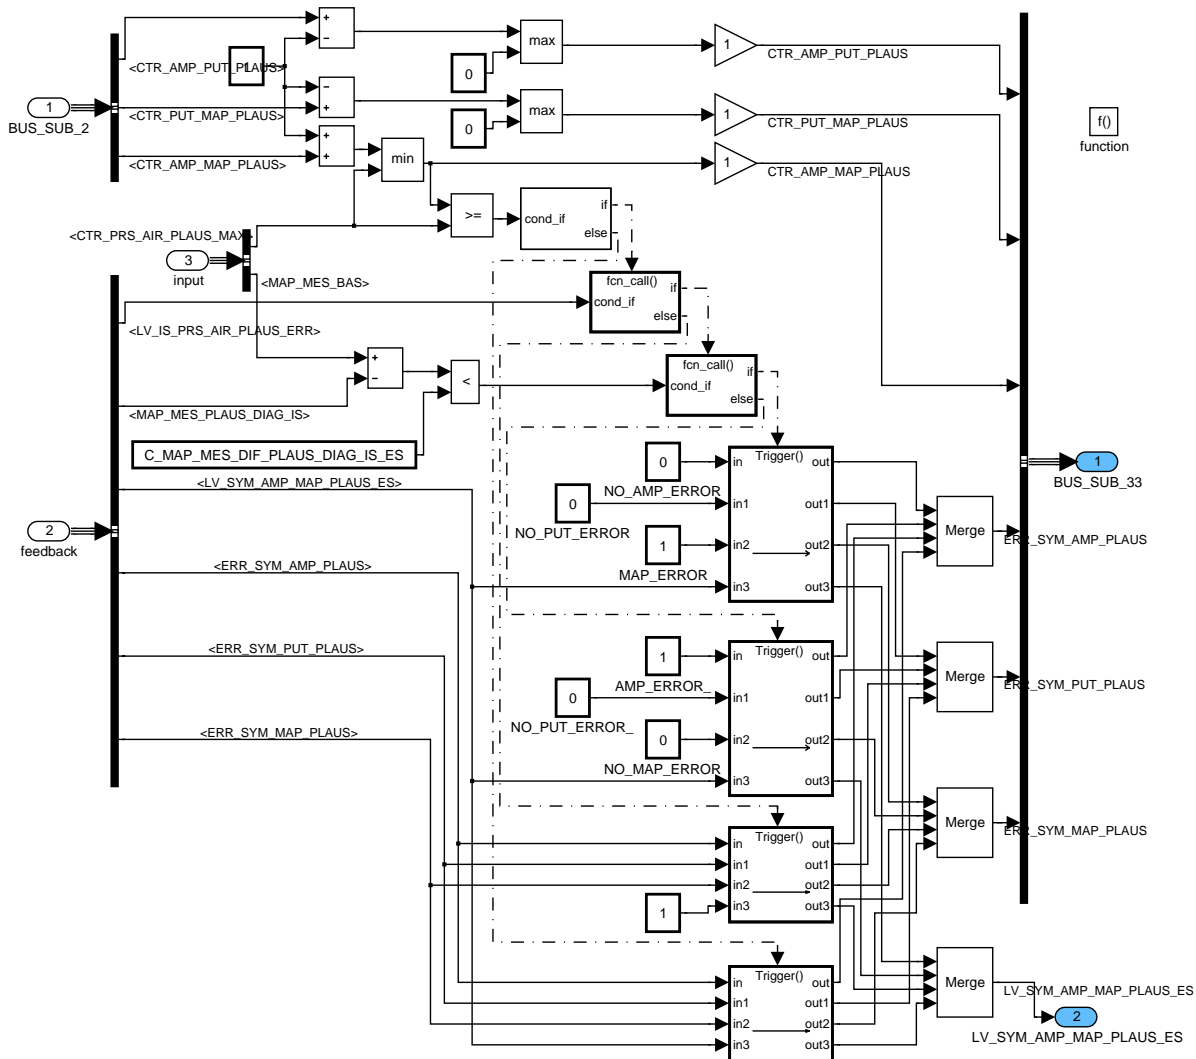 +
−
max
1
CTR_AMP_PUT_PLAUS
<CTR_AMP_PUT_PLAUS>
1
0
f()
function
1
BUS_SUB_2
−
+
max
1
CTR_PUT_MAP_PLAUS
<CTR_PUT_MAP_PLAUS>
0
+
+
min
1
CTR_AMP_MAP_PLAUS
<CTR_AMP_MAP_PLAUS>
>=
cond_if
if
else
<CTR_PRS_AIR_PLAUS_MAX>
3
input
<MAP_MES_BAS>
fcn_call()
cond_if
if
else
<LV_IS_PRS_AIR_PLAUS_ERR>
+
−
<
fcn_call()
cond_if
if
else
<MAP_MES_PLAUS_DIAG_IS>
C_MAP_MES_DIF_PLAUS_DIAG_IS_ES
<LV_SYM_AMP_MAP_PLAUS_ES>
0
NO_AMP_ERROR
0
NO_PUT_ERROR
1
MAP_ERROR
Trigger()
in
in1
in2
in3
out
out1
out2
out3
1
BUS_SUB_33
Merge
ERR_SYM_AMP_PLAUS
2
feedback
<ERR_SYM_AMP_PLAUS>
<ERR_SYM_PUT_PLAUS>
1
AMP_ERROR_
0
NO_PUT_ERROR_
0
NO_MAP_ERROR
Trigger()
in
in1
in2
in3
out
out1
out2
out3
Merge
ERR_SYM_PUT_PLAUS
<ERR_SYM_MAP_PLAUS>
Merge
ERR_SYM_MAP_PLAUS
Trigger()
in
in1
in2
in3
out
out1
out2
out3
1
Trigger()
in
in1
in2
in3
out
out1
out2
out3
Merge
LV_SYM_AMP_MAP_PLAUS_ES
2
LV_SYM_AMP_MAP_PLAUS_ES